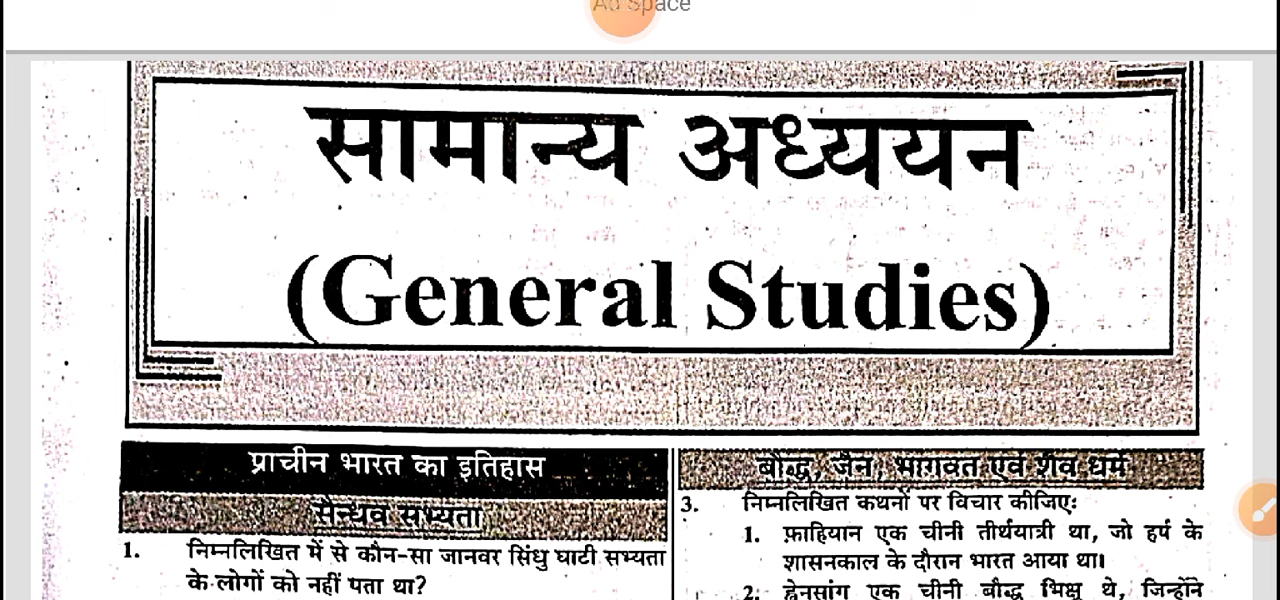 Ad Space
सामान्य अध्ययन
(General Studies)
प्राचीन भारत का इतिहास
सैन्धव सभ्यता
1. निम्नलिखित में से कौन-सा जानवर सिंधु घाटी सभ्यता
के लोगों को नहीं पता था?
बौद्ध, जैन, भागवत एवं शैव धर्म
3. निम्नलिखित कथनों पर विचार कीजिए:
1. फ़ाहियान एक चीनी तीर्थयात्री था, जो हर्ष के
शासनकाल के दौरान भारत आया था।
2. ह्वेनसांग एक चीनी बौद्ध भिक्षु थे, जिन्होंने